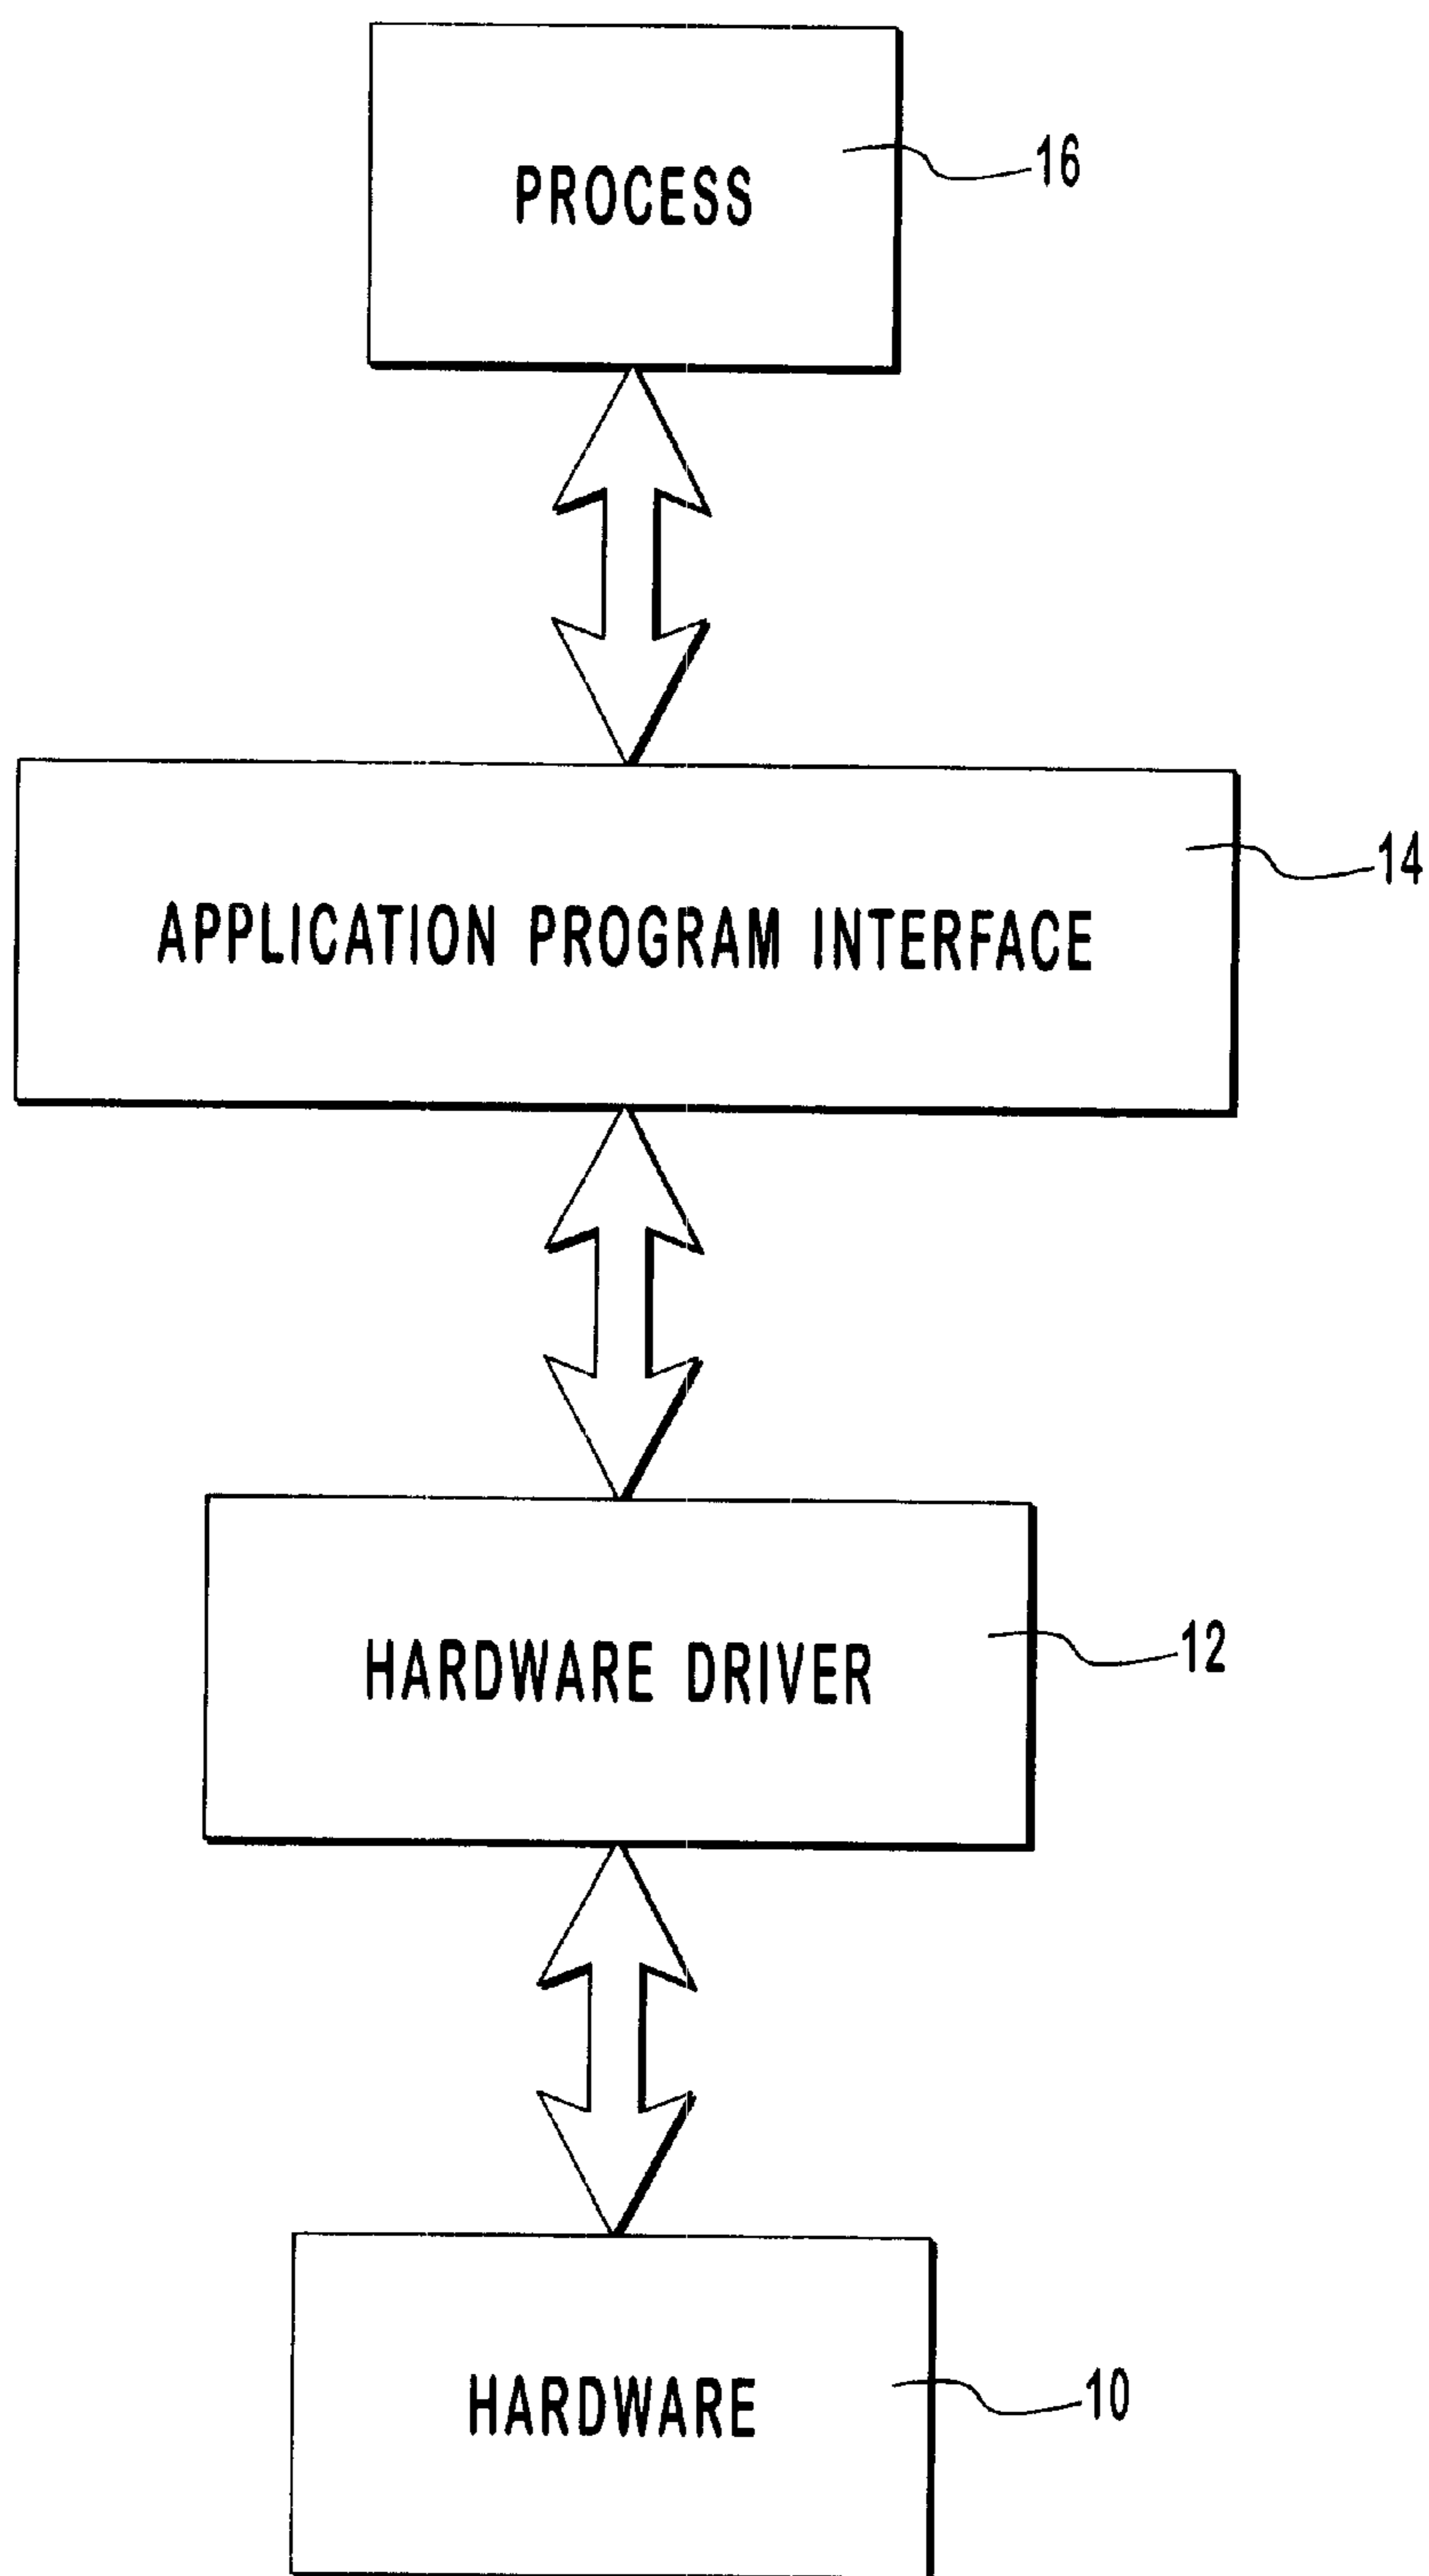 PROCESS
16
APPLICATION PROGRAM INTERFACE
14
HARDWARE DRIVER
12
HARDWARE
10